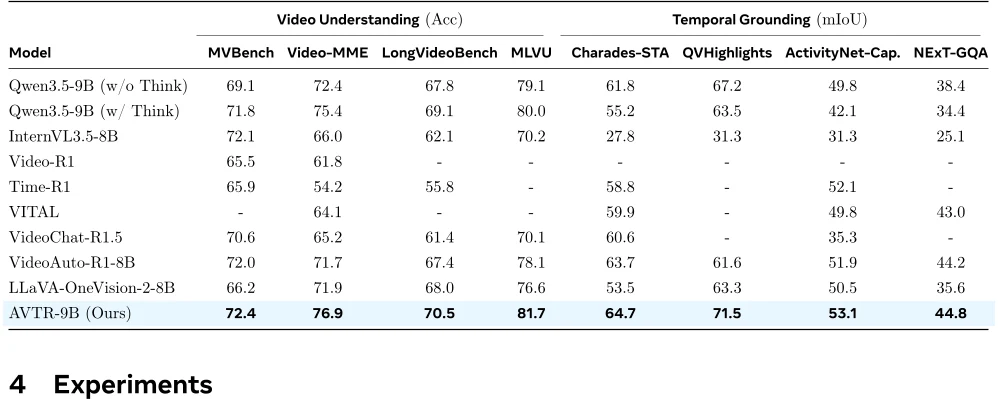 Video Understanding (Acc) Temporal Grounding (mIoU)
Model MVBench Video-MME LongVideoBench MLVU Charades-STA QVHighlights ActivityNet-Cap. NExT-GQA
Qwen3.5-9B (w/o Think) 69.1 72.4 67.8 79.1 61.8 67.2 49.8 38.4
Qwen3.5-9B (w/ Think) 71.8 75.4 69.1 80.0 55.2 63.5 42.1 34.4
InternVL3.5-8B 72.1 66.0 62.1 70.2 27.8 31.3 31.3 25.1
Video-R1 65.5 61.8 - - - - - -
Time-R1 65.9 54.2 55.8 - 58.8 - 52.1 -
VITAL - 64.1 - - 59.9 - 49.8 43.0
VideoChat-R1.5 70.6 65.2 61.4 70.1 60.6 - 35.3 -
VideoAuto-R1-8B 72.0 71.7 67.4 78.1 63.7 61.6 51.9 44.2
LLaVA-OneVision-2-8B 66.2 71.9 68.0 76.6 53.5 63.3 50.5 35.6
AVTR-9B (Ours) 72.4 76.9 70.5 81.7 64.7 71.5 53.1 44.8
4 Experiments